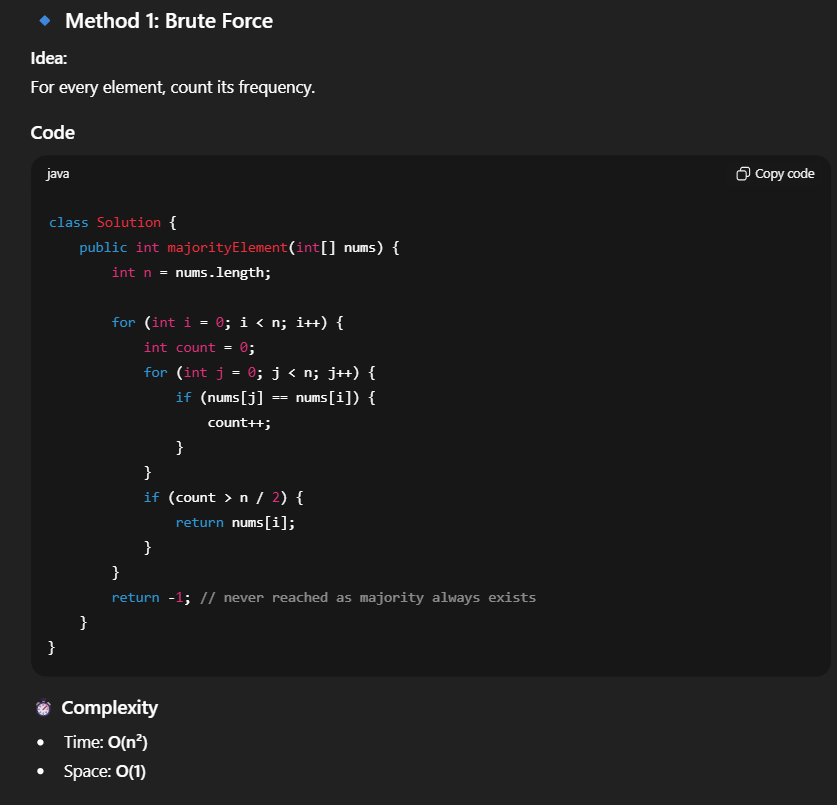 Method 1: Brute Force
Idea:
For every element, count its frequency.
Code
java
Copy code
class Solution {
    public int majorityElement(int[] nums) {
        int n = nums.length;

        for (int i = 0; i < n; i++) {
            int count = 0;
            for (int j = 0; j < n; j++) {
                if (nums[j] == nums[i]) {
                    count++;
                }
            }
            if (count > n / 2) {
                return nums[i];
            }
        }
        return -1; // never reached as majority always exists
    }
}
Complexity
• Time: O(n²)
• Space: O(1)